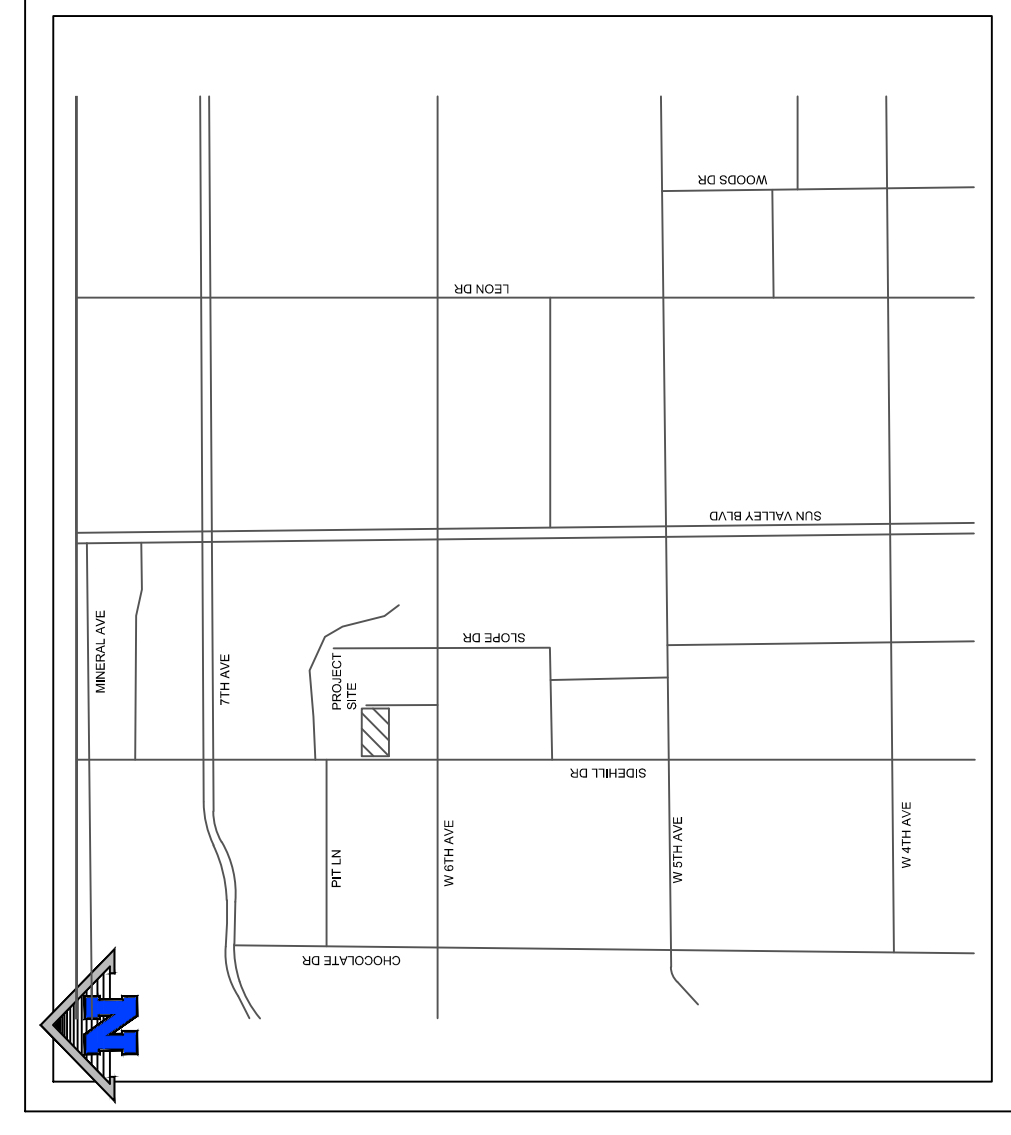 WOODS DR
LEON DR
SUN VALLEY BLVD
MINERAL AVE
7TH AVE
PROJECT
SITE
SLOPE DR
SIDEHILL DR
PIT LN
W 6TH AVE
W 5TH AVE
W 4TH AVE
CHOCOLATE DR
N